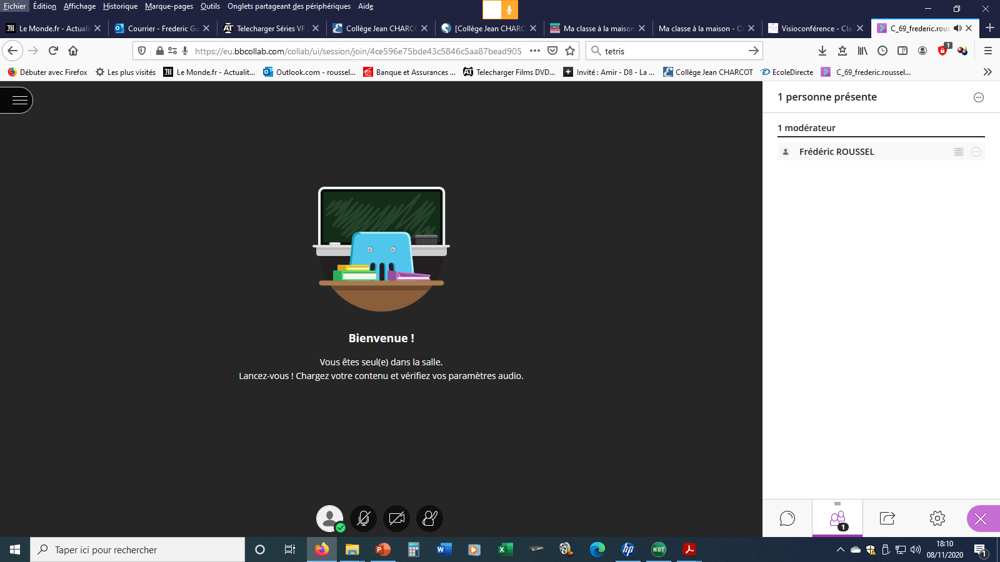 Fichier Édition Affichage Historique Marque-pages Outils Onglets partageant des périphériques Aide
Le Monde.fr - Actuali Courrier - Frederic Gu Telecharger Séries VF Collège Jean CHARCO [Collège Jean CHARC Ma classe à la maison Ma classe à la maison - Ce Visioconférence - Cla C_69_frederic.rous
https://eu.bbcollab.com/collab/ui/session/join/4ce596e75bde43c5846c5aa87bead905 tetris 1
Débuter avec Firefox Les plus visités Le Monde.fr - Actualit... Outlook.com - roussel... Banque et Assurances ... Telecharger Films DVD... Invité : Amir - D8 - La ... Collège Jean CHARCOT EcoleDirecte C_69_frederic.roussel...
1 personne présente
1 modérateur
Frédéric ROUSSEL
Bienvenue !
Vous êtes seul(e) dans la salle.
Lancez-vous ! Chargez votre contenu et vérifiez vos paramètres audio.
1
Taper ici pour rechercher
18:10
08/11/2020
1